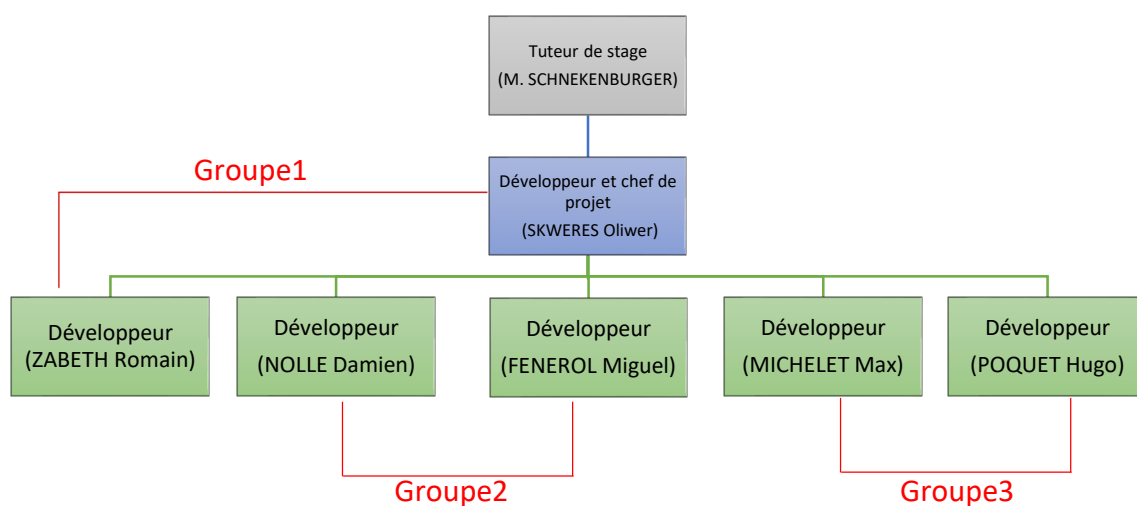 Tuteur de stage
(M. SCHNEKENBURGER)
Groupe1
Développeur et chef de
projet
(SKWERES Oliwer)
Développeur
(ZABETH Romain)
Développeur
(NOLLE Damien)
Développeur
(FENEROL Miguel)
Développeur
(MICHELET Max)
Développeur
(POQUET Hugo)
Groupe2
Groupe3